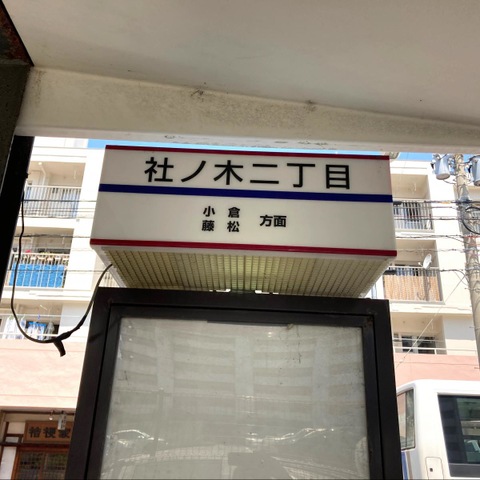 社ノ木二丁目
小倉
藤松 方面